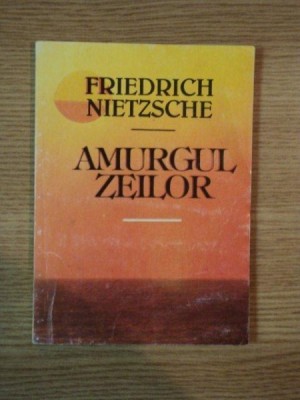 FRIEDRICH
NIETZSCHE
AMURGUL
ZEILOR